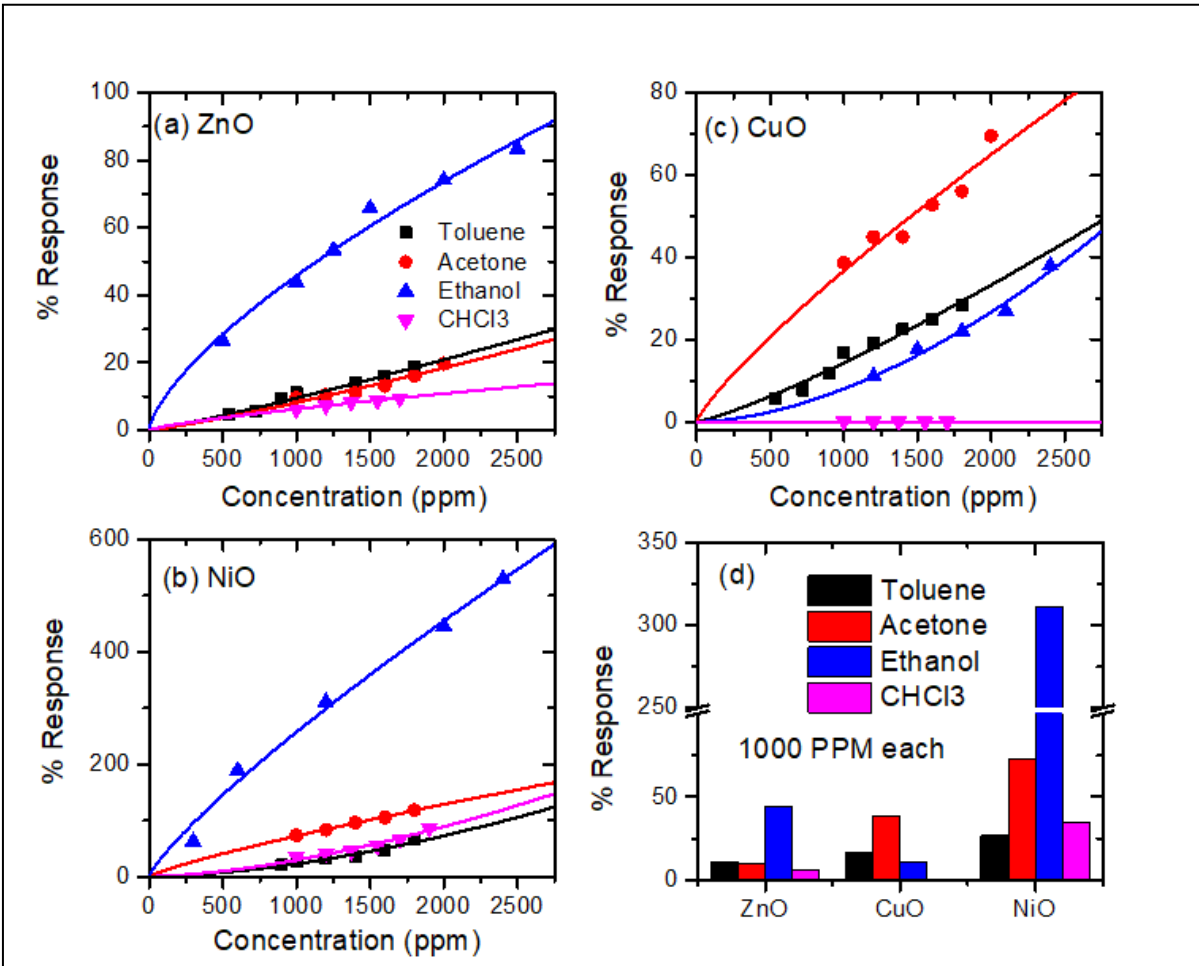 (a) ZnO
% Response
100
80
60
40
20
0
Toluene
Acetone
Ethanol
CHCl3
0 500 1000 1500 2000 2500
Concentration (ppm)
(c) CuO
% Response
80
60
40
20
0
0 500 1000 1500 2000 2500
Concentration (ppm)
(b) NiO
% Response
600
400
200
0
0 500 1000 1500 2000 2500
Concentration (ppm)
(d)
% Response
350
300
250
50
0
Toluene
Acetone
Ethanol
CHCl3
1000 PPM each
ZnO CuO NiO